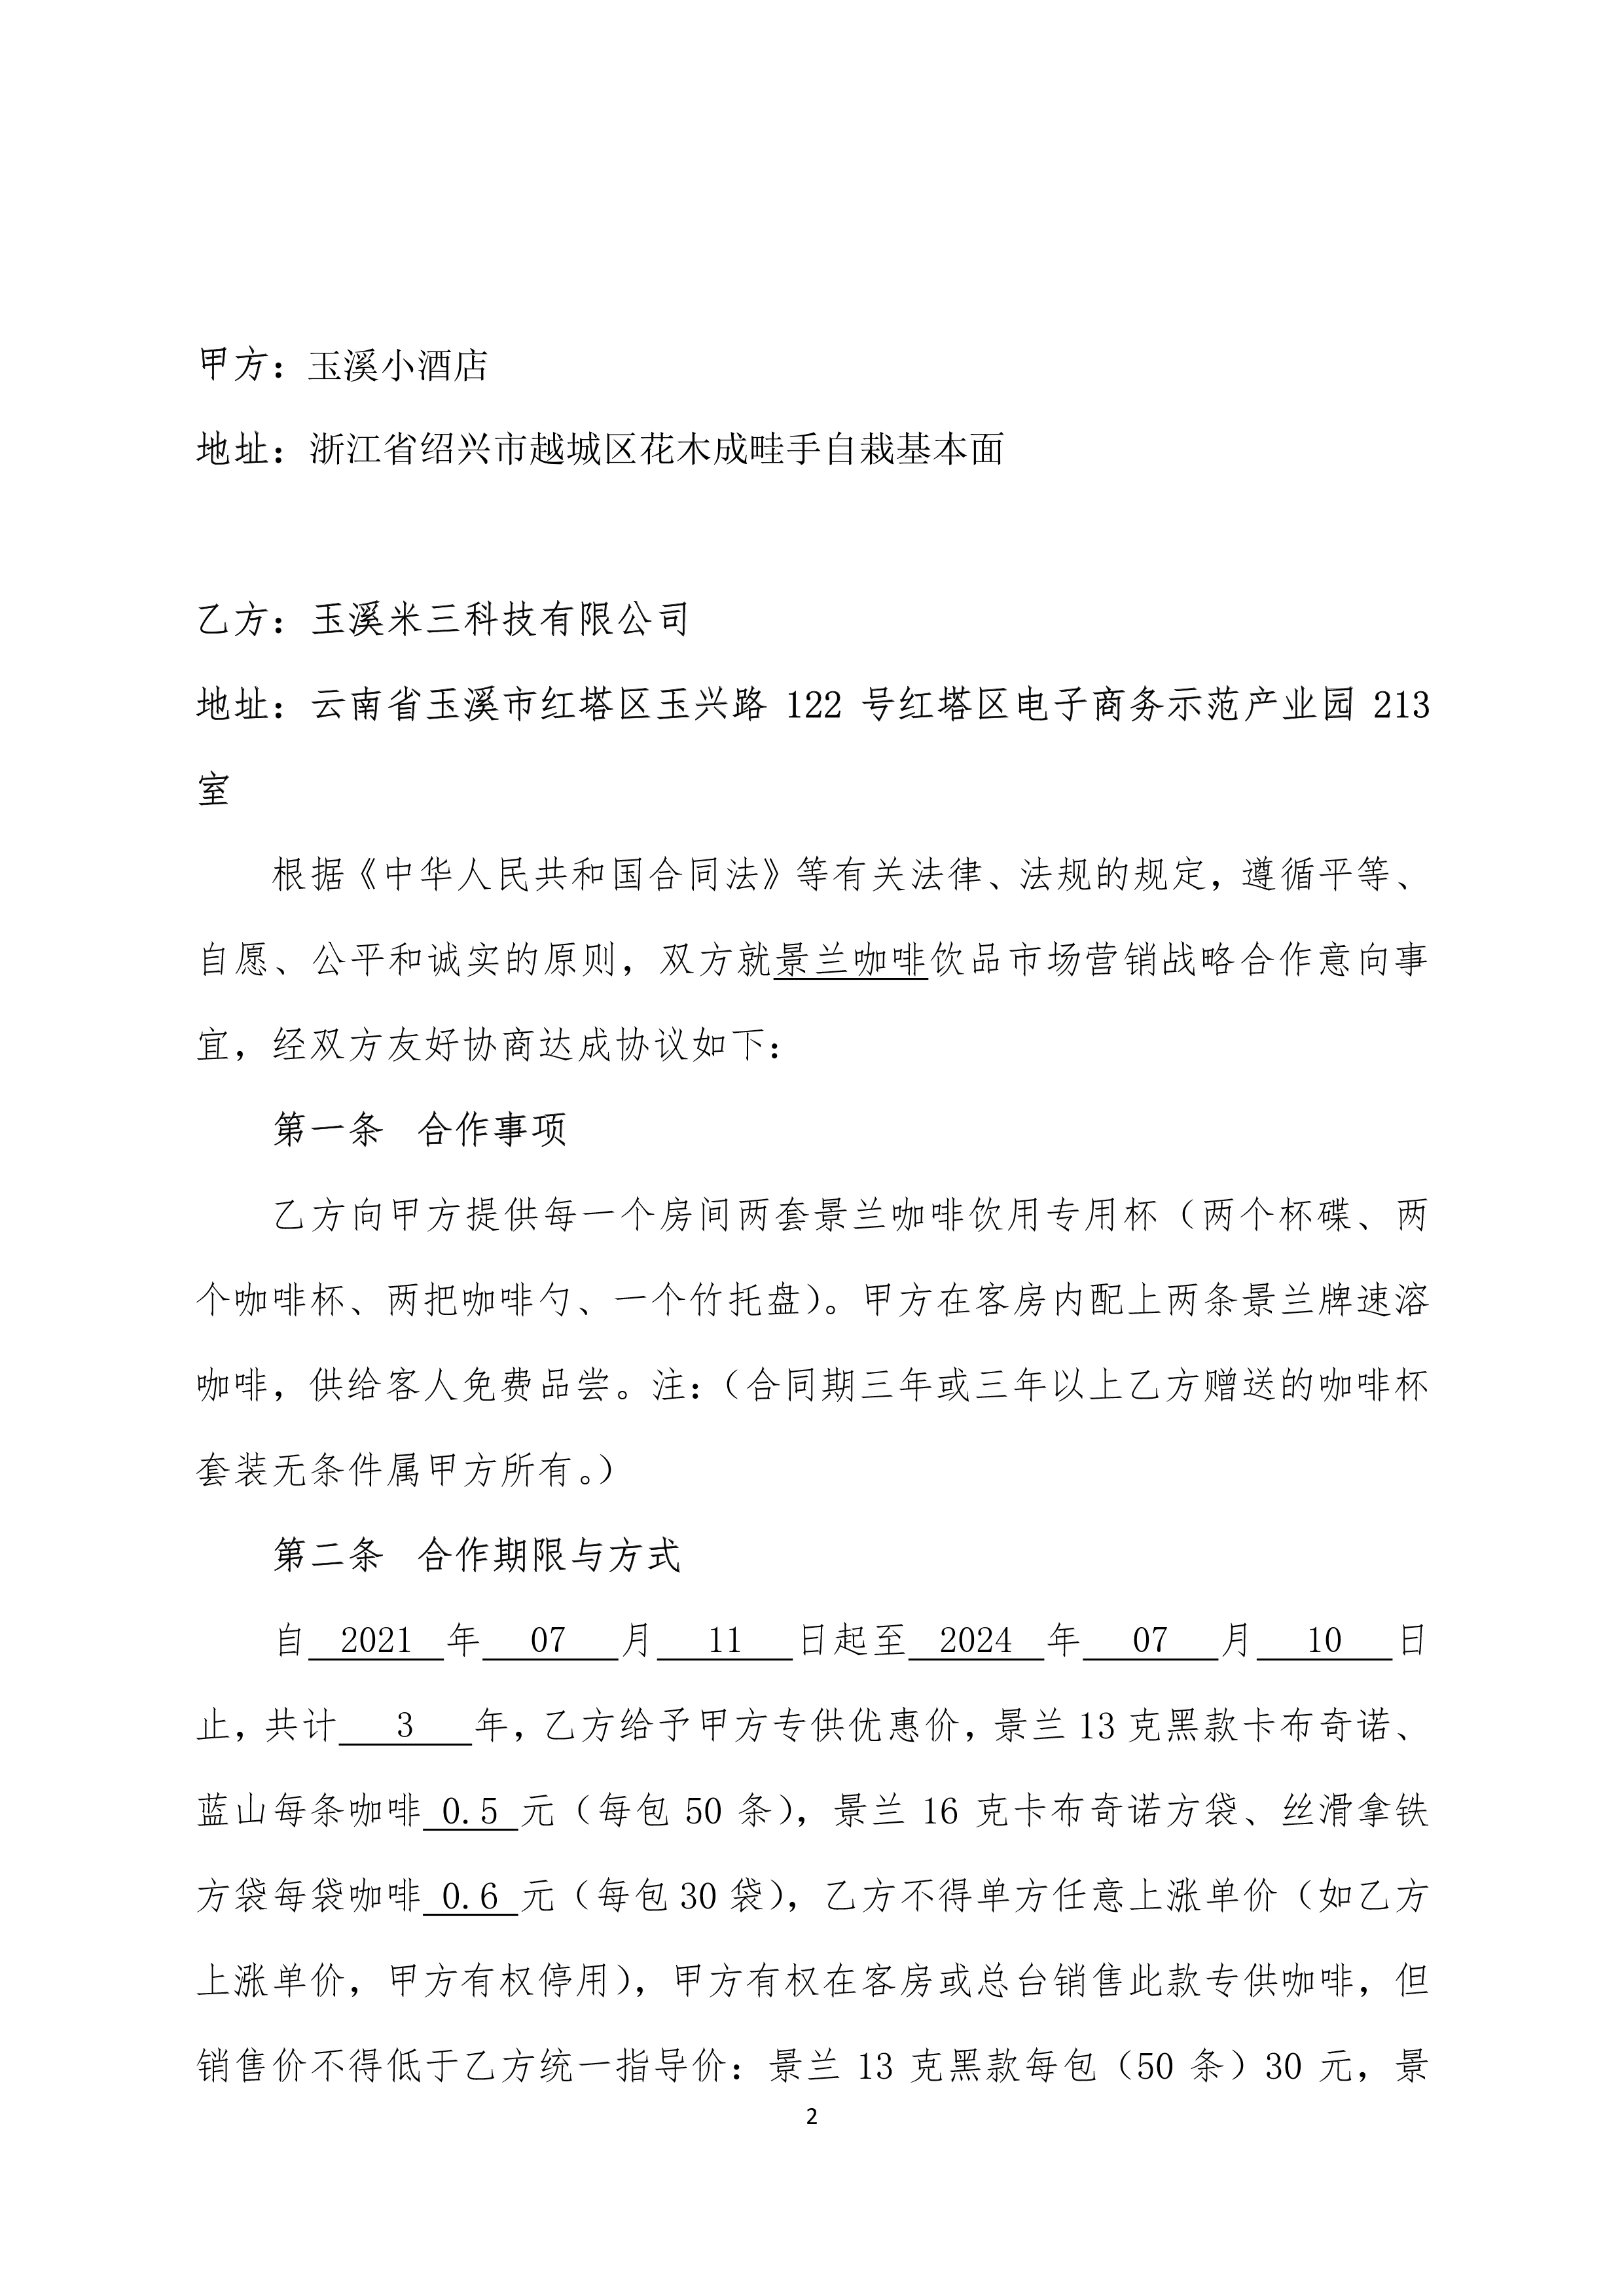 甲方：玉溪小酒店
地址：浙江省绍兴市越城区花木成畦手自栽基本面
乙方：玉溪米三科技有限公司
地址：云南省玉溪市红塔区玉兴路 122 号红塔区电子商务示范产业园 213
室
根据《中华人民共和国合同法》等有关法律、法规的规定，遵循平等、
自愿、公平和诚实的原则，双方就景兰咖啡饮品市场营销战略合作意向事
宜，经双方友好协商达成协议如下：
第一条 合作事项
乙方向甲方提供每一个房间两套景兰咖啡饮用专用杯（两个杯碟、两
个咖啡杯、两把咖啡勺、一个竹托盘）。甲方在客房内配上两条景兰牌速溶
咖啡，供给客人免费品尝。注：（合同期三年或三年以上乙方赠送的咖啡杯
套装无条件属甲方所有。）
第二条 合作期限与方式
自 2021 年 07 月 11 日起至 2024 年 07 月 10 日
止，共计 3 年，乙方给予甲方专供优惠价，景兰 13 克黑款卡布奇诺、
蓝山每条咖啡 0.5 元（每包 50 条），景兰 16 克卡布奇诺方袋、丝滑拿铁
方袋每袋咖啡 0.6 元（每包 30 袋），乙方不得单方任意上涨单价（如乙方
上涨单价，甲方有权停用），甲方有权在客房或总台销售此款专供咖啡，但
销售价不得低于乙方统一指导价：景兰 13 克黑款每包（50 条）30 元，景
2